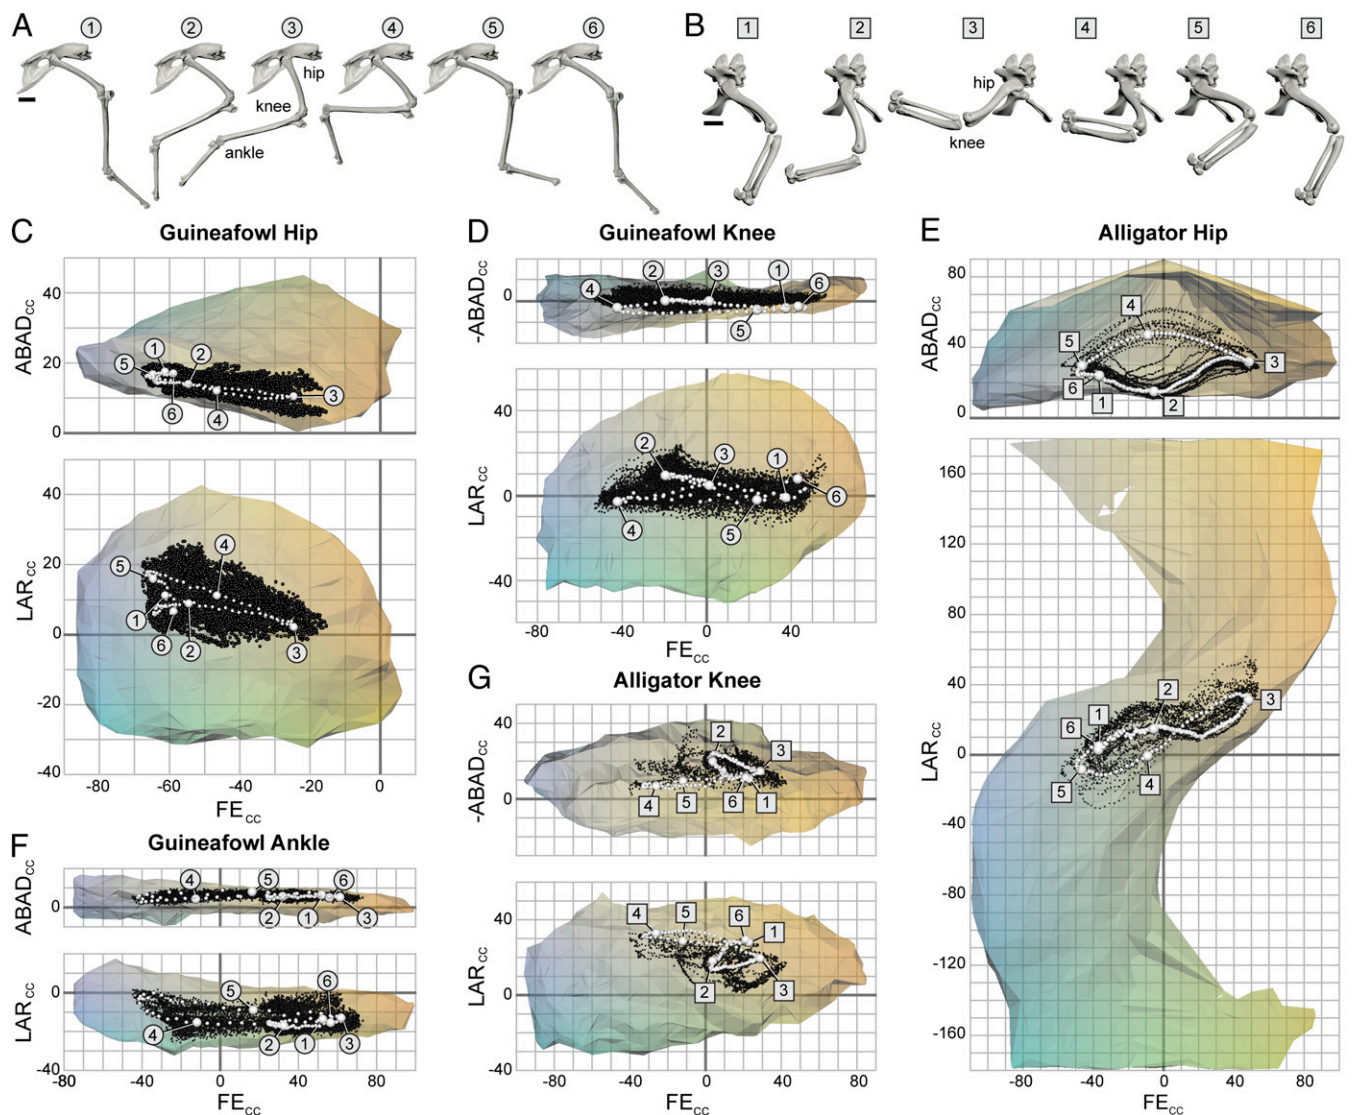 A 1 2 3 4 5 6
hip
knee
ankle
B 1 2 3 4 5 6
hip
knee
C Guineafowl Hip
ABADcc
40
20
0
5 1 2 6 4 3
LARcc
40
20
0
-20
-40
5 4 1 6 2 3
-80 -60 -40 -20 0
FEcc
D Guineafowl Knee
-ABADcc
0
4 2 3 1 6 5
LARcc
40
0
-40
2 3 1 6 4 5
-80 -40 0 40
FEcc
E Alligator Hip
ABADcc
80
40
0
5 4 3 6 1 2
LARcc
160
120
80
40
0
-40
-80
-120
-160
6 1 2 3 5 4
-80 -40 0 40 80
FEcc
F Guineafowl Ankle
ABADcc
0
4 5 6 2 1 3
LARcc
0
-40
5 6 4 2 1 3
-80 -40 0 40 80
FEcc
G Alligator Knee
-ABADcc
40
0
2 3 4 5 6 1
LARcc
40
0
-40
4 5 6 1 2 3
-80 -40 0 40 80
FEcc